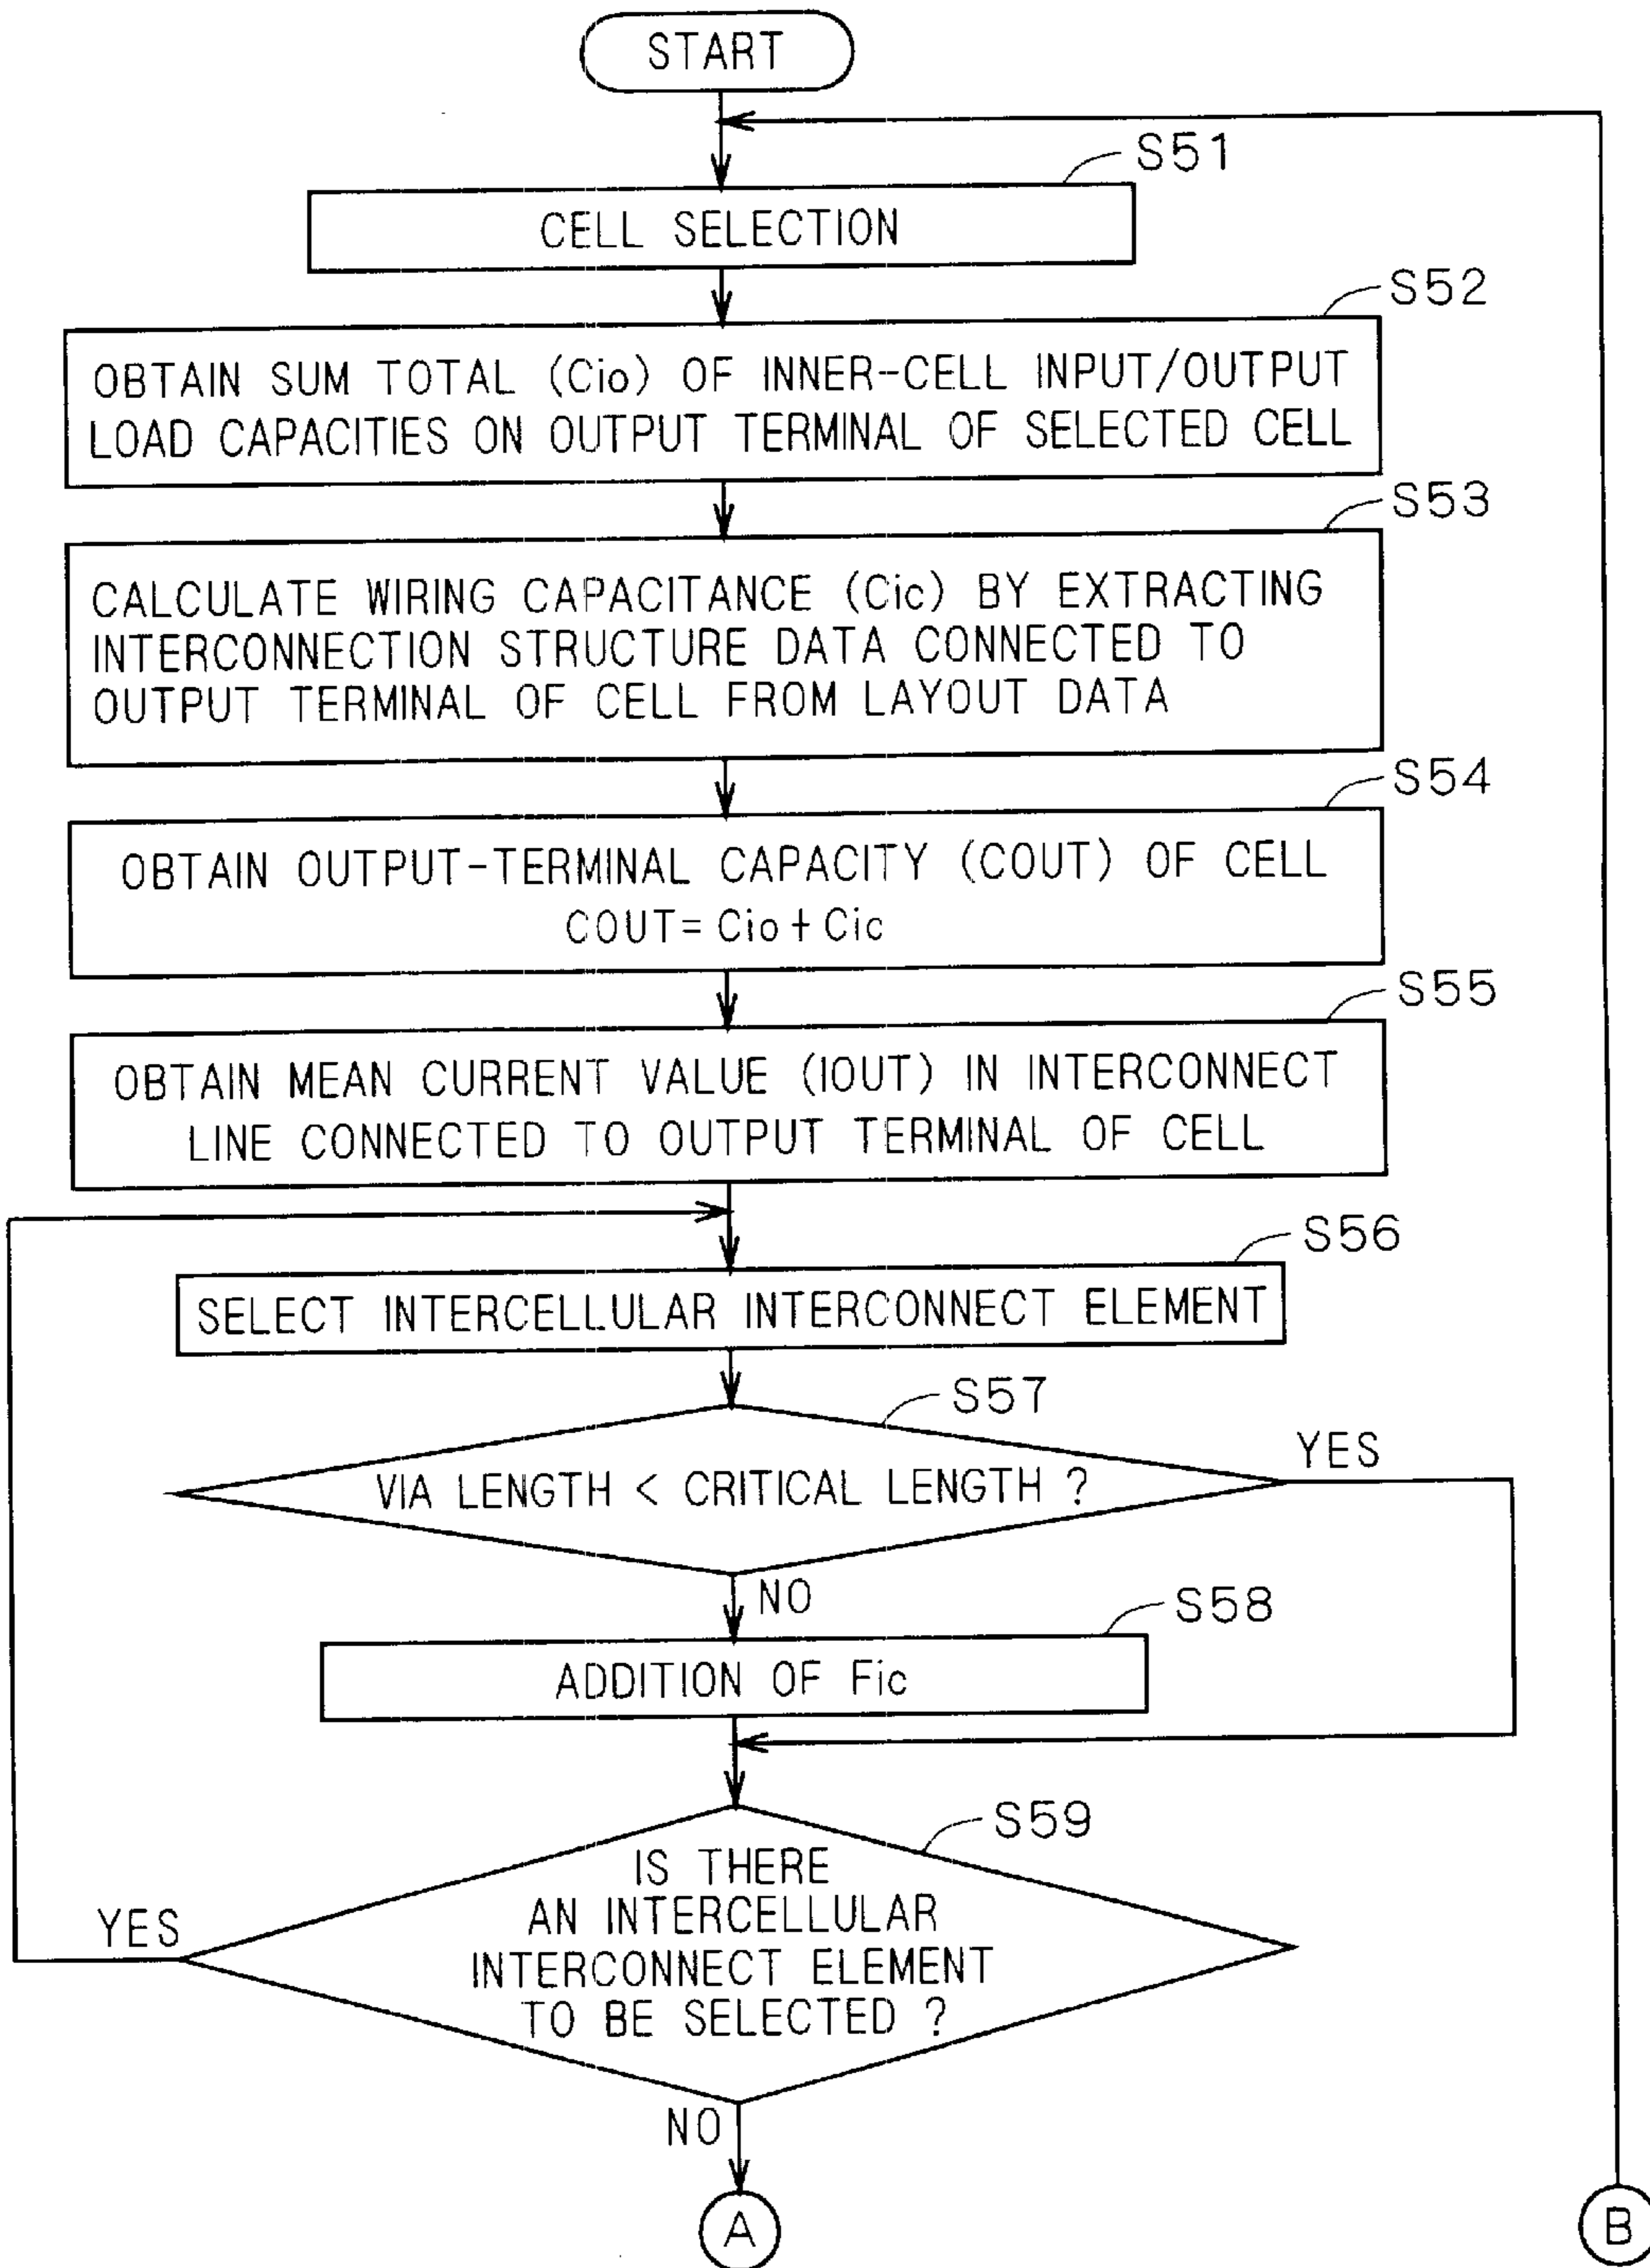 START
S51
CELL SELECTION
S52
OBTAIN SUM TOTAL (Cio) OF INNER-CELL INPUT/OUTPUT
LOAD CAPACITIES ON OUTPUT TERMINAL OF SELECTED CELL
S53
CALCULATE WIRING CAPACITANCE (Cic) BY EXTRACTING
INTERCONNECTION STRUCTURE DATA CONNECTED TO
OUTPUT TERMINAL OF CELL FROM LAYOUT DATA
S54
OBTAIN OUTPUT-TERMINAL CAPACITY (COUT) OF CELL
COUT= Cio + Cic
S55
OBTAIN MEAN CURRENT VALUE (IOUT) IN INTERCONNECT
LINE CONNECTED TO OUTPUT TERMINAL OF CELL
S56
SELECT INTERCELLULAR INTERCONNECT ELEMENT
S57
VIA LENGTH < CRITICAL LENGTH ?
YES
NO
S58
ADDITION OF Fic
S59
IS THERE
AN INTERCELLULAR
INTERCONNECT ELEMENT
TO BE SELECTED ?
YES
NO
A
B